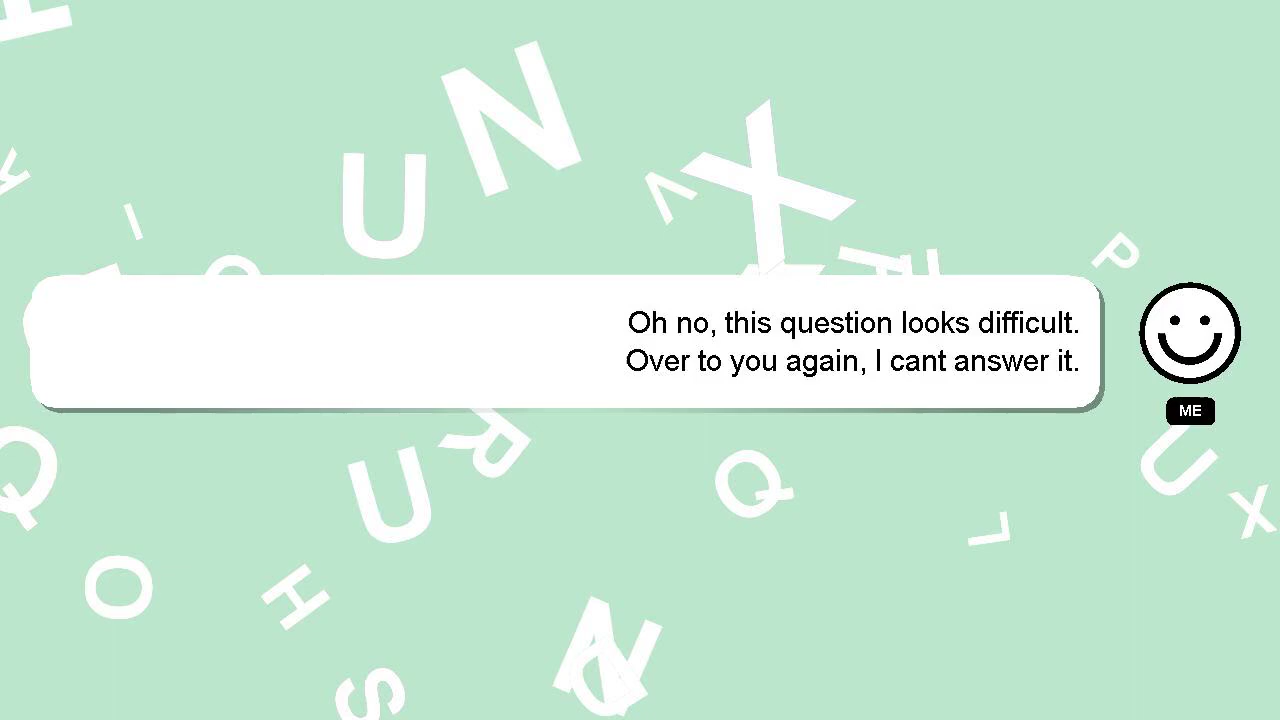 Oh no, this question looks difficult.
Over to you again, I cant answer it.
ME